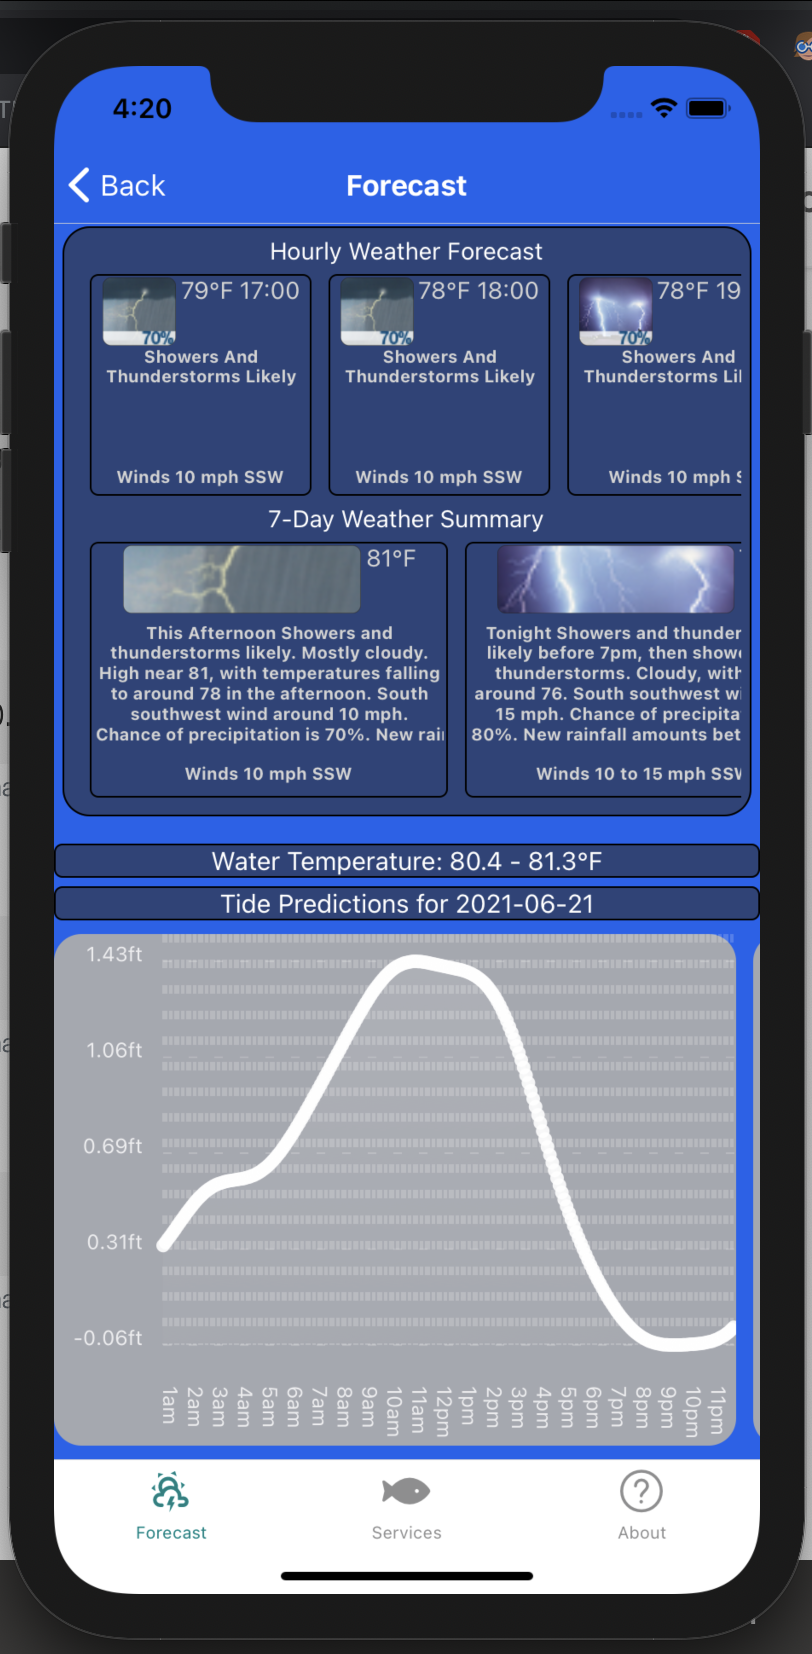 4:20
Back
Forecast
Hourly Weather Forecast
79°F 17:00
70%
Showers And
Thunderstorms Likely
Winds 10 mph SSW
78°F 18:00
70%
Showers And
Thunderstorms Likely
Winds 10 mph SSW
78°F 19
70%
Showers And
Thunderstorms Lil
Winds 10 mph S
7-Day Weather Summary
81°F
This Afternoon Showers and
thunderstorms likely. Mostly cloudy.
High near 81, with temperatures falling
to around 78 in the afternoon. South
southwest wind around 10 mph.
Chance of precipitation is 70%. New rai
Winds 10 mph SSW
Tonight Showers and thunder
likely before 7pm, then showe
thunderstorms. Cloudy, with
around 76. South southwest wi
15 mph. Chance of precipita
80%. New rainfall amounts bet
Winds 10 to 15 mph SSW
Water Temperature: 80.4 - 81.3°F
Tide Predictions for 2021-06-21
1.43ft
1.06ft
0.69ft
0.31ft
-0.06ft
1am
2am
3am
4am
5am
6am
7am
8am
9am
10am
11am
12pm
1pm
2pm
3pm
4pm
5pm
6pm
7pm
8pm
9pm
10pm
11pm
Forecast
Services
About